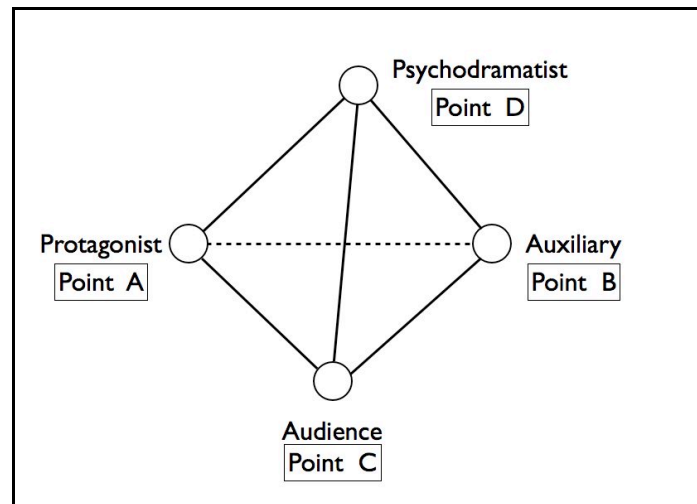 Psychodramatist
Point D
Protagonist
Point A
Auxiliary
Point B
Audience
Point C